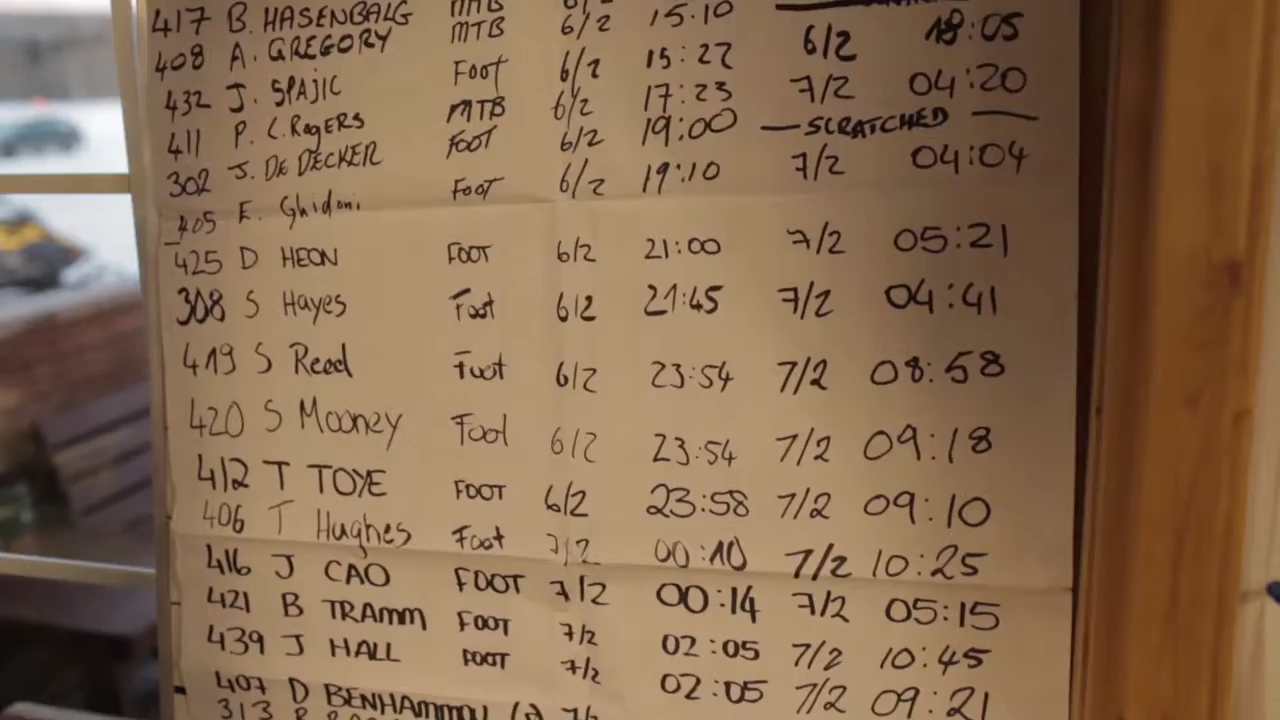 417 B. HASENBALG MTB
408 A. GREGORY MTB 6/2 15:10
432 J. SPAJIC FOOT 6/2 15:27 6/2 18:05
411 P. C. ROGERS MTB 6/2 17:23 7/2 04:20
302 J. DE DECKER FOOT 6/2 19:00 — SCRATCHED —
405 E. Ghidoni Foot 6/2 19:10 7/2 04:04
425 D HEON FOOT 6/2 21:00 7/2 05:21
308 S Hayes Foot 6/2 21:45 7/2 04:41
419 S Reed Foot 6/2 23:54 7/2 08:58
420 S Mooney Foot 6/2 23:54 7/2 09:18
412 T TOYE FOOT 6/2 23:58 7/2 09:10
406 T Hughes Foot 7/2 00:10 7/2 10:25
416 J CAO FOOT 7/2 00:14 7/2 05:15
421 B TRAMM FOOT 7/2 02:05 7/2 10:45
439 J HALL FOOT 7/2 02:05 7/2 09:21
407 D BENHAMMOU
313